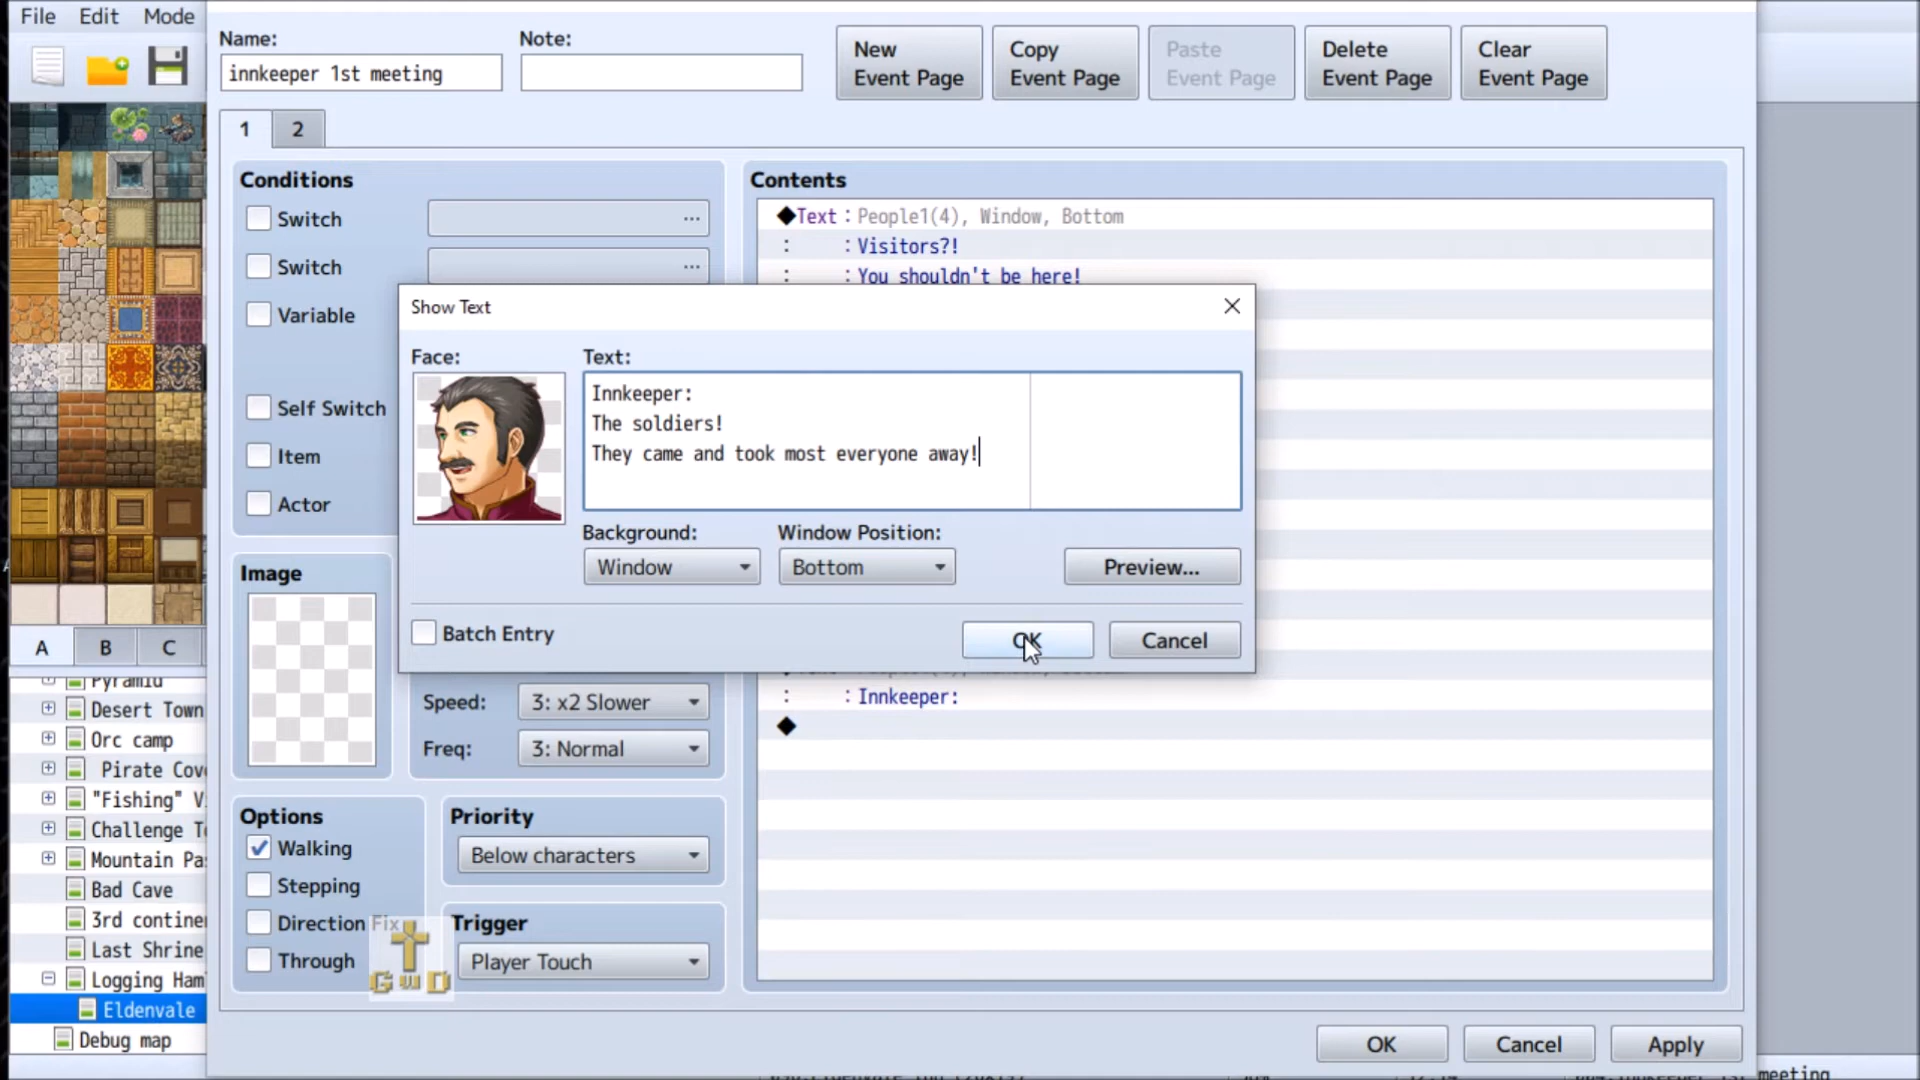 File Edit Mode
Name:
Note:
innkeeper 1st meeting
New
Event Page
Copy
Event Page
Paste
Event Page
Delete
Event Page
Clear
Event Page
1
2
Conditions
Switch
...
Switch
...
Variable
Self Switch
Item
Actor
Contents
◆Text：People1(4), Window, Bottom
: ：Visitors?!
: ：You shouldn't be here!
Show Text
Face:
Text:
Innkeeper:
The soldiers!
They came and took most everyone away!
Background:
Window Position:
Window
Bottom
Preview...
Batch Entry
OK
Cancel
: ：Innkeeper:
◆
Image
Speed:
3: x2 Slower
Freq:
3: Normal
Options
Walking
Stepping
Direction Fix
Through
Priority
Below characters
Trigger
Player Touch
GWD
A
B
C
Pyramid
Desert Town
Orc camp
Pirate Cov
"Fishing" V
Challenge T
Mountain Pa
Bad Cave
3rd contine
Last Shrine
Logging Ham
Eldenvale
Debug map
OK
Cancel
Apply
meeting